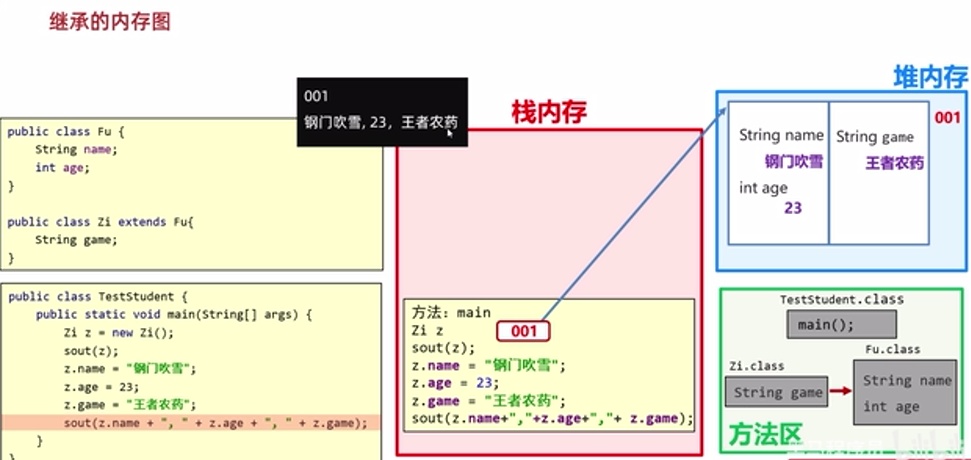 继承的内存图
001
钢门吹雪, 23, 王者农药
public class Fu {
String name;
int age;
}
public class Zi extends Fu{
String game;
}
public class TestStudent {
public static void main(String[] args) {
Zi z = new Zi();
sout(z);
z.name = "钢门吹雪";
z.age = 23;
z.game = "王者农药";
sout(z.name + ", " + z.age + ", " + z.game);
}
}
栈内存
方法: main
Zi z 001
sout(z);
z.name = "钢门吹雪";
z.age = 23;
z.game = "王者农药";
sout(z.name+","+z.age+","+ z.game);
堆内存
001
String name
钢门吹雪
int age
23
String game
王者农药
TestStudent.class
main();
Zi.class
String game
Fu.class
String name
int age
方法区